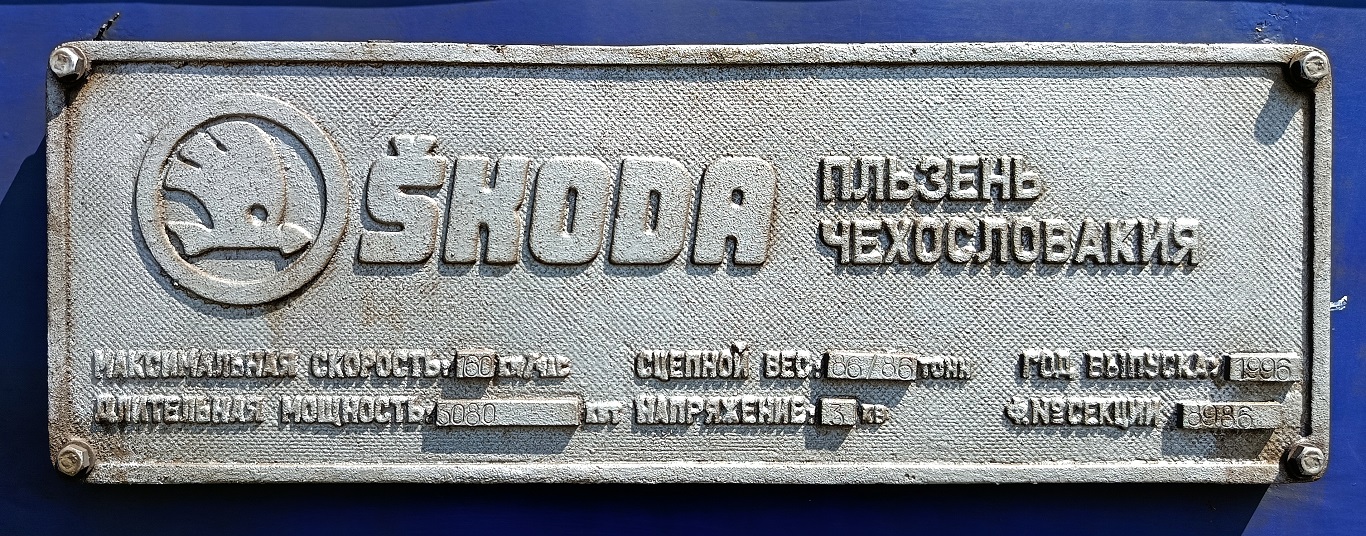 ŠKODA
ПЛЬЗЕНЬ
ЧЕХОСЛОВАКИЯ
МАКСИМАЛЬНАЯ СКОРОСТЬ: 160 КМ/ЧАС СЦЕПНОЙ ВЕС: 86/86 ТОНН ГОД ВЫПУСКА: 1996
ДЛИТЕЛЬНАЯ МОЩНОСТЬ: 5080 КВТ НАПРЯЖЕНИЕ: 3 КВ Ф.№ СЕКЦИИ 8986